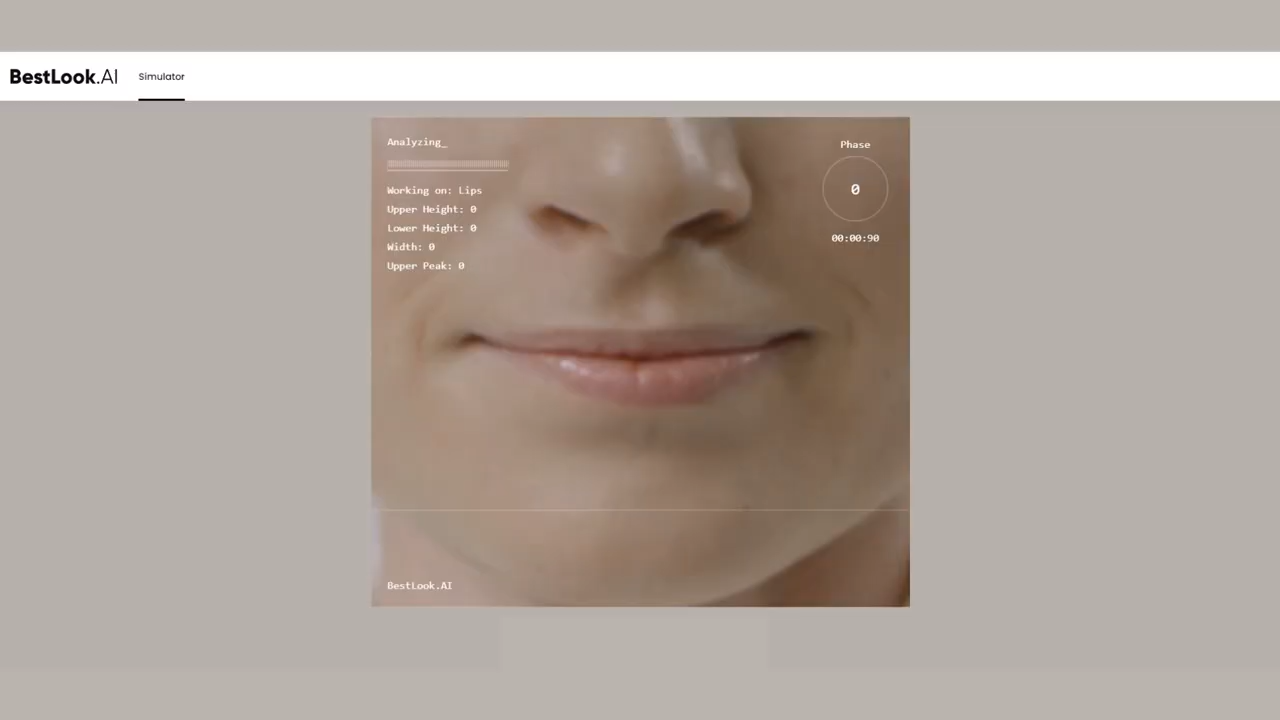 BestLook.AI
Simulator
Analyzing_
Working on: Lips
Upper Height: 0
Lower Height: 0
Width: 0
Upper Peak: 0
Phase
0
00:00:90
BestLook.AI